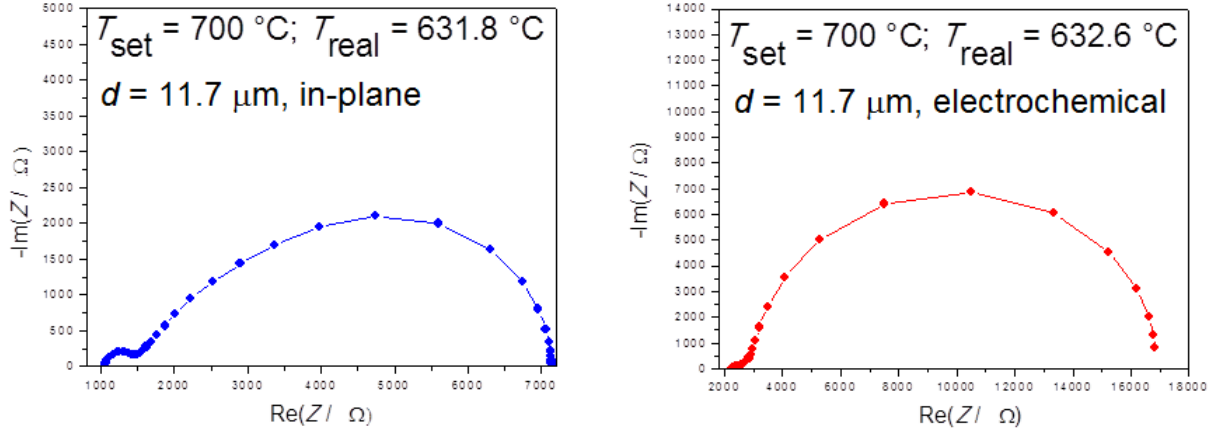 T set = 700 °C; T real = 631.8 °C
d = 11.7 μm, in-plane
5000
4500
4000
3500
3000
2500
2000
1500
1000
500
0
-Im(Z / Ω)
1000 2000 3000 4000 5000 6000 7000
Re(Z / Ω)
T set = 700 °C; T real = 632.6 °C
d = 11.7 μm, electrochemical
14000
13000
12000
11000
10000
9000
8000
7000
6000
5000
4000
3000
2000
1000
0
-Im(Z / Ω)
2000 4000 6000 8000 10000 12000 14000 16000 18000
Re(Z / Ω)